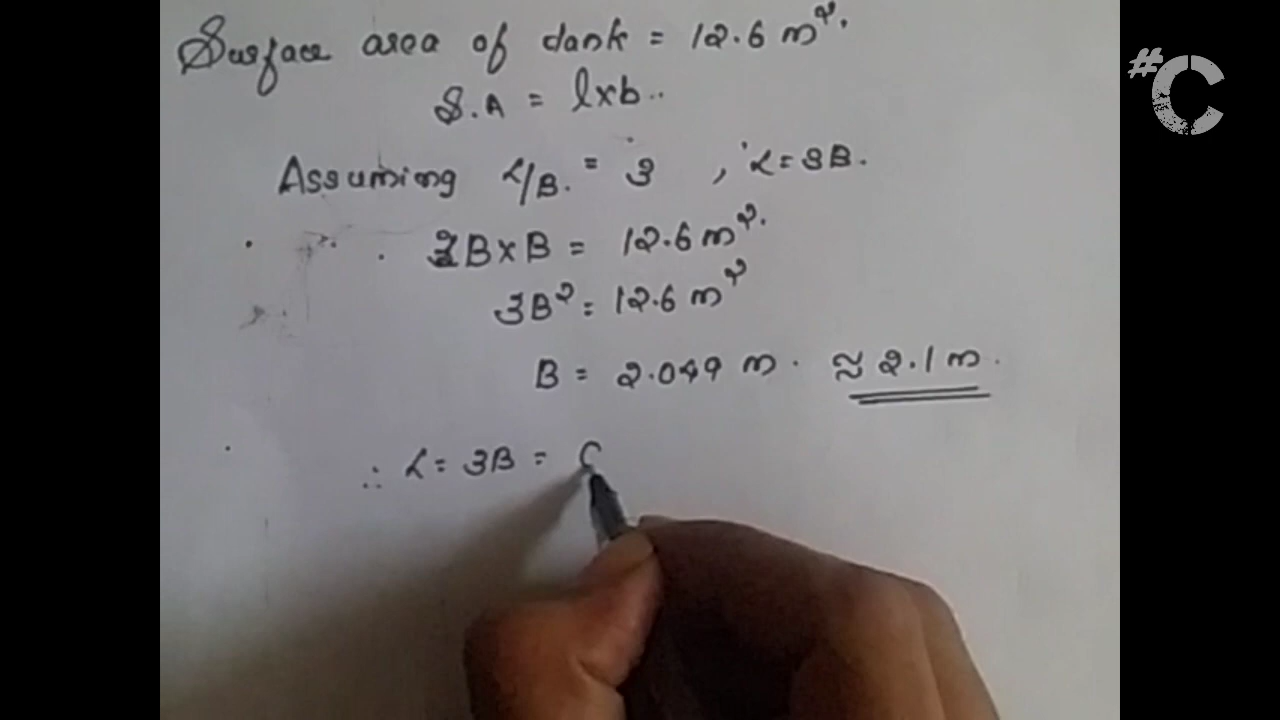 Surface area of tank = 12.6 m².
S.A = l x b..
Assuming L/B. = 3 , L = 3B.
3B x B = 12.6 m².
3B² = 12.6 m²
B = 2.049 m. ≈ 2.1 m.
∴ L = 3B =
#C